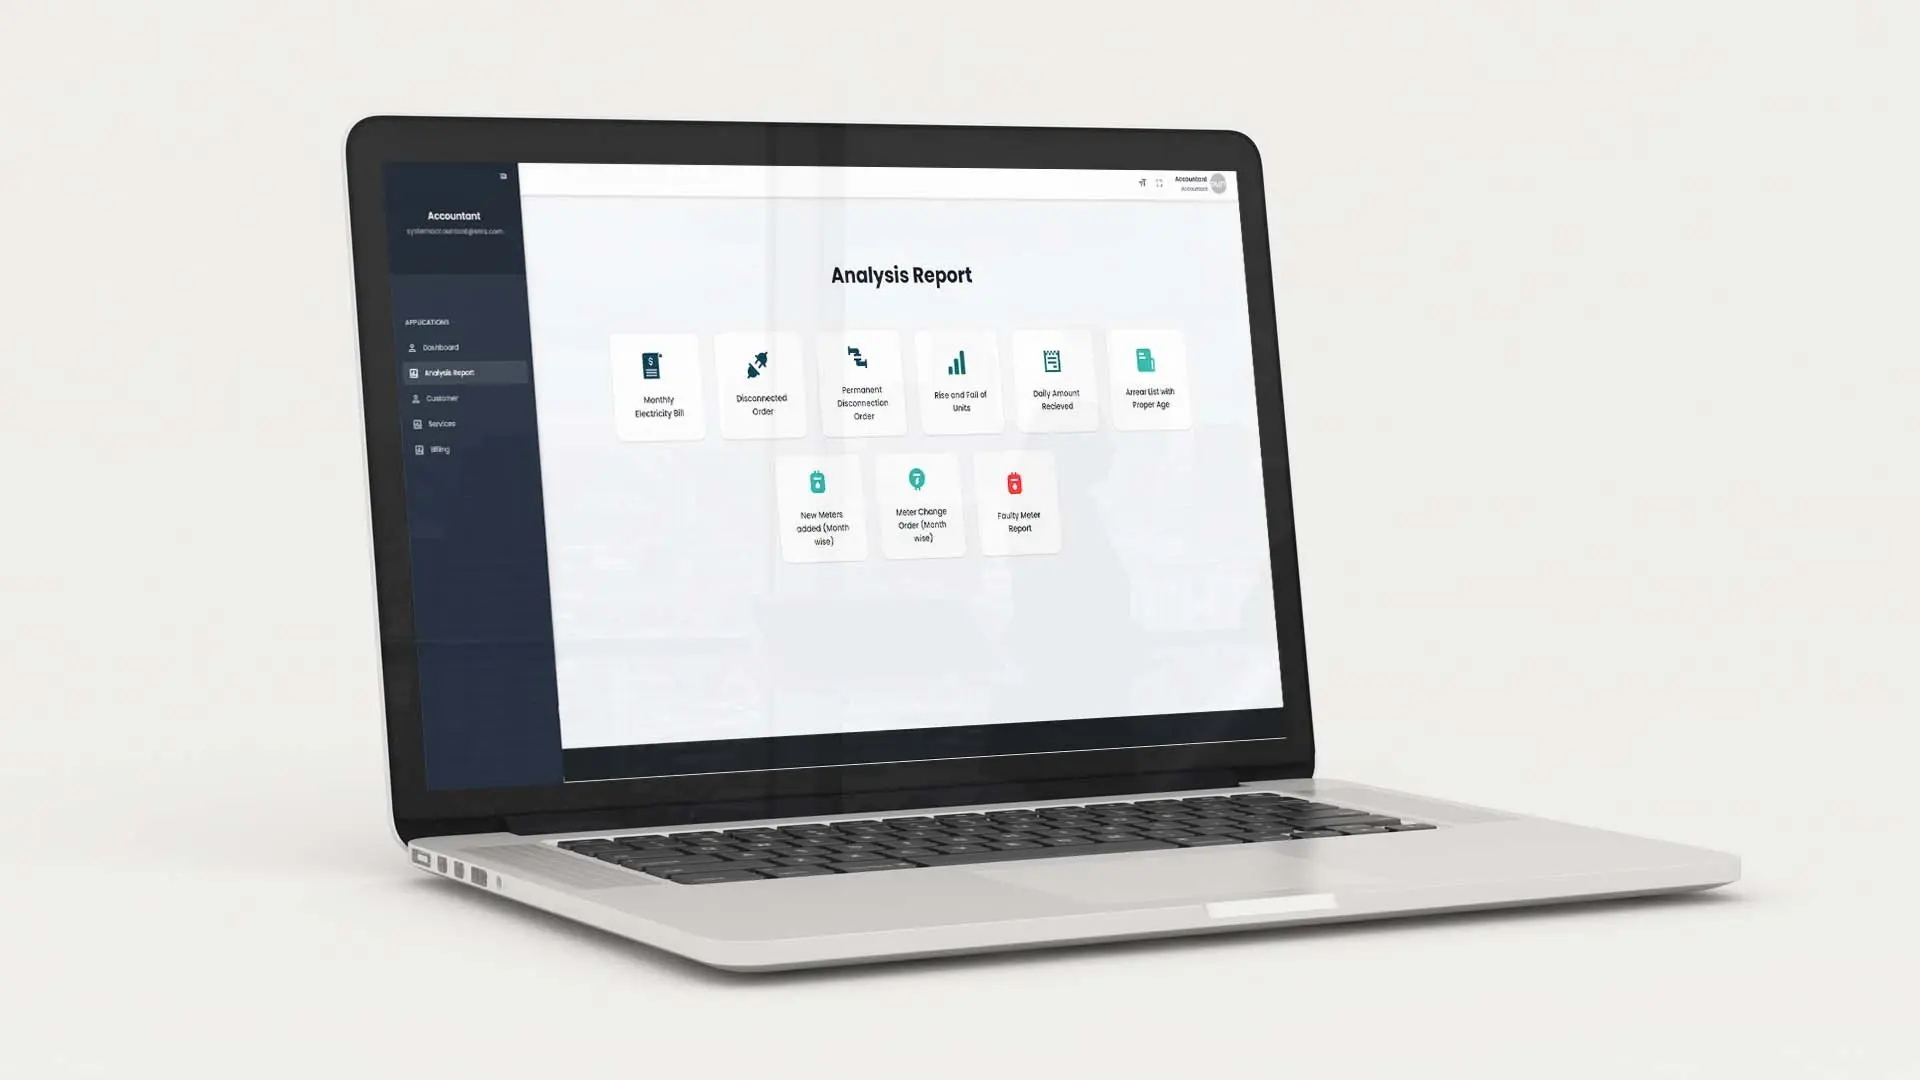 Accountant
Accountant
Accountant
APPLICATIONS
Dashboard
Analysis Report
Customer
Services
Billing
Analysis Report
Monthly
Electricity Bill
Disconnected
Order
Permanent
Disconnection
Order
Rise and Fall of
Units
Daily Amount
Recieved
Arrear List with
Proper Age
New Meters
added (Month
wise)
Meter Change
Order (Month
wise)
Faulty Meter
Report